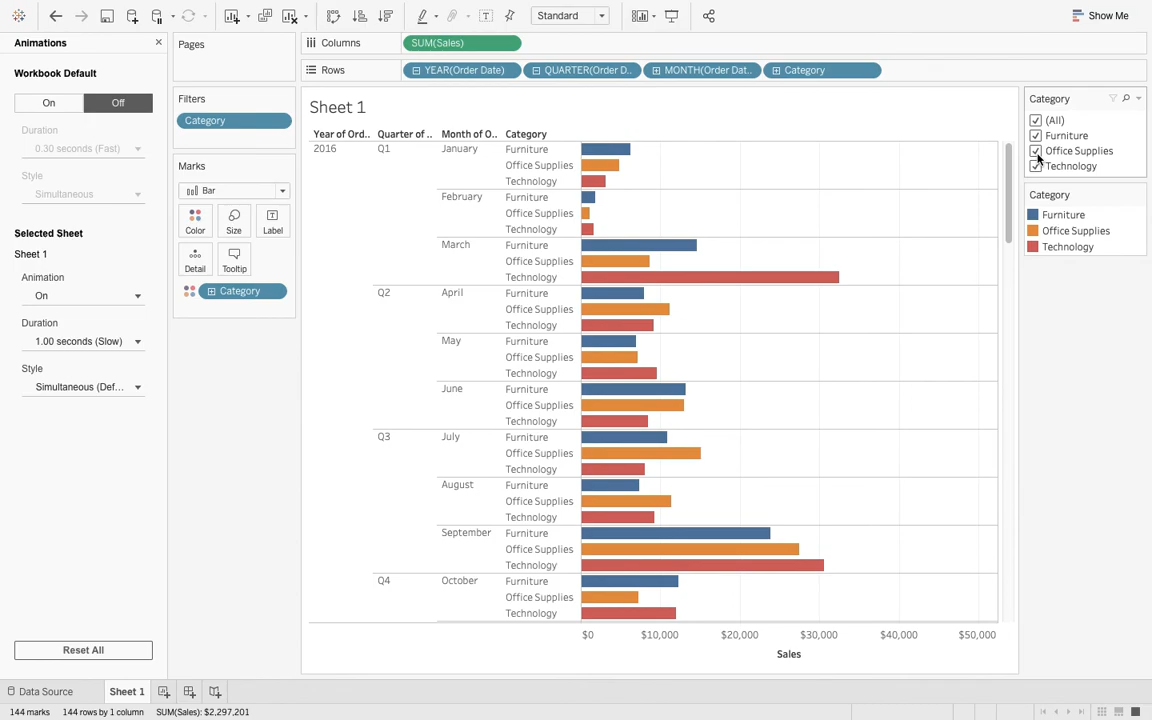 Standard
Show Me
Animations
Workbook Default
On Off
Duration
0.30 seconds (Fast)
Style
Simultaneous
Selected Sheet
Sheet 1
Animation
On
Duration
1.00 seconds (Slow)
Style
Simultaneous (Def...
Reset All
Pages
Filters
Category
Marks
Bar
Color Size Label
Detail Tooltip
Category
Columns SUM(Sales)
Rows YEAR(Order Date) QUARTER(Order D.. MONTH(Order Dat.. Category
Sheet 1
Year of Ord.. Quarter of .. Month of O.. Category
2016 Q1 January Furniture
Office Supplies
Technology
February Furniture
Office Supplies
Technology
March Furniture
Office Supplies
Technology
Q2 April Furniture
Office Supplies
Technology
May Furniture
Office Supplies
Technology
June Furniture
Office Supplies
Technology
Q3 July Furniture
Office Supplies
Technology
August Furniture
Office Supplies
Technology
September Furniture
Office Supplies
Technology
Q4 October Furniture
Office Supplies
Technology
$0 $10,000 $20,000 $30,000 $40,000 $50,000
Sales
Category
(All)
Furniture
Office Supplies
Technology
Category
Furniture
Office Supplies
Technology
Data Source Sheet 1
144 marks 144 rows by 1 column SUM(Sales): $2,297,201